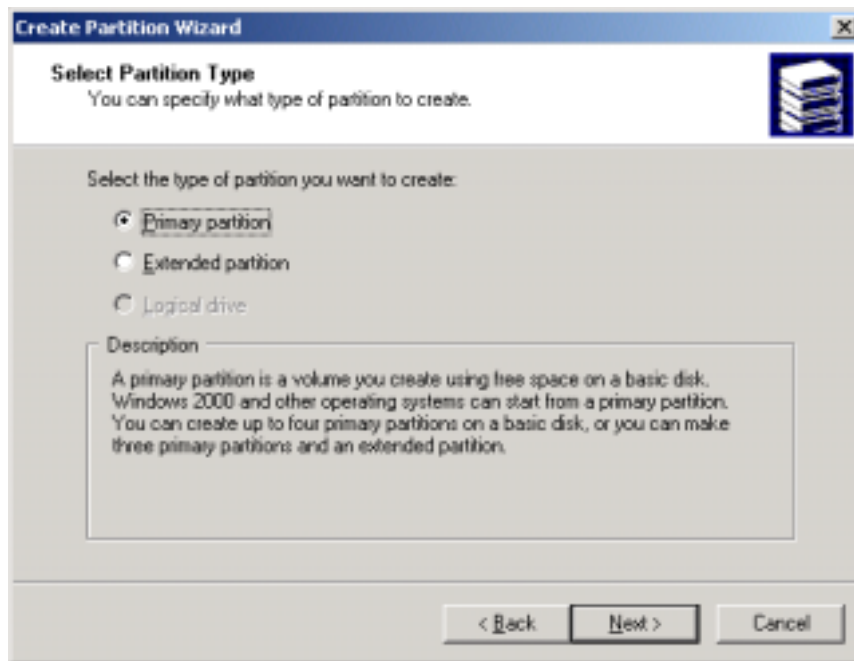 Create Partition Wizard
Select Partition Type
You can specify what type of partition to create.
Select the type of partition you want to create:
Primary partition
Extended partition
Logical drive
Description
A primary partition is a volume you create using free space on a basic disk.
Windows 2000 and other operating systems can start from a primary partition.
You can create up to four primary partitions on a basic disk, or you can make
three primary partitions and an extended partition.
< Back
Next >
Cancel